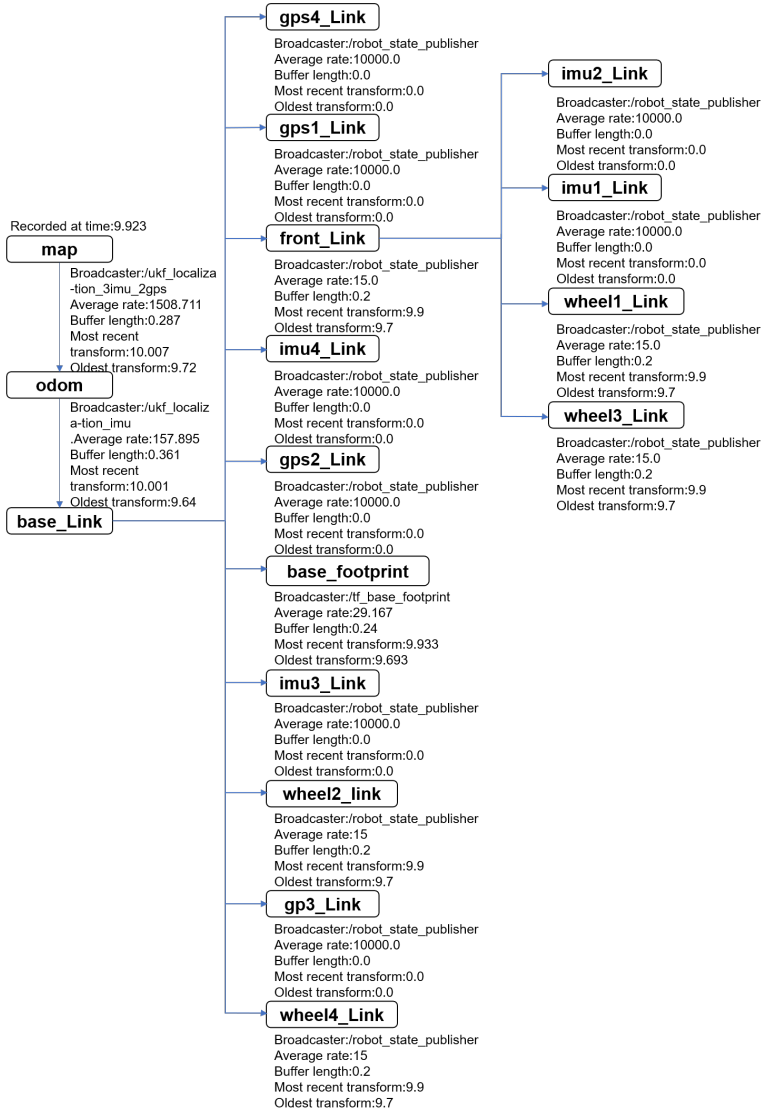 Recorded at time:9.923
map
Broadcaster:/ukf_localiza
-tion_3imu_2gps
Average rate:1508.711
Buffer length:0.287
Most recent
transform:10.007
Oldest transform:9.72
odom
Broadcaster:/ukf_localiz
a-tion_imu
.Average rate:157.895
Buffer length:0.361
Most recent
transform:10.001
Oldest transform:9.64
base_Link
gps4_Link
Broadcaster:/robot_state_publisher
Average rate:10000.0
Buffer length:0.0
Most recent transform:0.0
Oldest transform:0.0
gps1_Link
Broadcaster:/robot_state_publisher
Average rate:10000.0
Buffer length:0.0
Most recent transform:0.0
Oldest transform:0.0
front_Link
Broadcaster:/robot_state_publisher
Average rate:15.0
Buffer length:0.2
Most recent transform:9.9
Oldest transform:9.7
imu4_Link
Broadcaster:/robot_state_publisher
Average rate:10000.0
Buffer length:0.0
Most recent transform:0.0
Oldest transform:0.0
gps2_Link
Broadcaster:/robot_state_publisher
Average rate:10000.0
Buffer length:0.0
Most recent transform:0.0
Oldest transform:0.0
base_footprint
Broadcaster:/tf_base_footprint
Average rate:29.167
Buffer length:0.24
Most recent transform:9.933
Oldest transform:9.693
imu3_Link
Broadcaster:/robot_state_publisher
Average rate:10000.0
Buffer length:0.0
Most recent transform:0.0
Oldest transform:0.0
wheel2_link
Broadcaster:/robot_state_publisher
Average rate:15
Buffer length:0.2
Most recent transform:9.9
Oldest transform:9.7
gp3_Link
Broadcaster:/robot_state_publisher
Average rate:10000.0
Buffer length:0.0
Most recent transform:0.0
Oldest transform:0.0
wheel4_Link
Broadcaster:/robot_state_publisher
Average rate:15
Buffer length:0.2
Most recent transform:9.9
Oldest transform:9.7
imu2_Link
Broadcaster:/robot_state_publisher
Average rate:10000.0
Buffer length:0.0
Most recent transform:0.0
Oldest transform:0.0
imu1_Link
Broadcaster:/robot_state_publisher
Average rate:10000.0
Buffer length:0.0
Most recent transform:0.0
Oldest transform:0.0
wheel1_Link
Broadcaster:/robot_state_publisher
Average rate:15.0
Buffer length:0.2
Most recent transform:9.9
Oldest transform:9.7
wheel3_Link
Broadcaster:/robot_state_publisher
Average rate:15.0
Buffer length:0.2
Most recent transform:9.9
Oldest transform:9.7